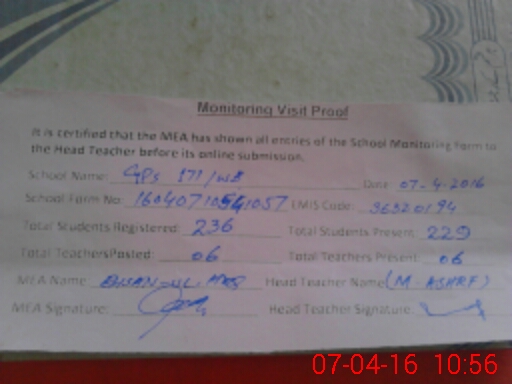 Monitoring Visit Proof
It is certified that the MEA has shown all entries of the School Monitoring Form to
the Head Teacher before its online submission.
School Name: GGPS 171/WB Date: 07-4-2016
School Form No: EMIS Code: 36320194
Total Students Registered: 236 Total Students Present: 229
Total Teachers Posted: 06 Total Teachers Present: 06
MEA Name: Head Teacher Name (M. ASHRF)
MEA Signature: Head Teacher Signature:
07-04-16 10:56